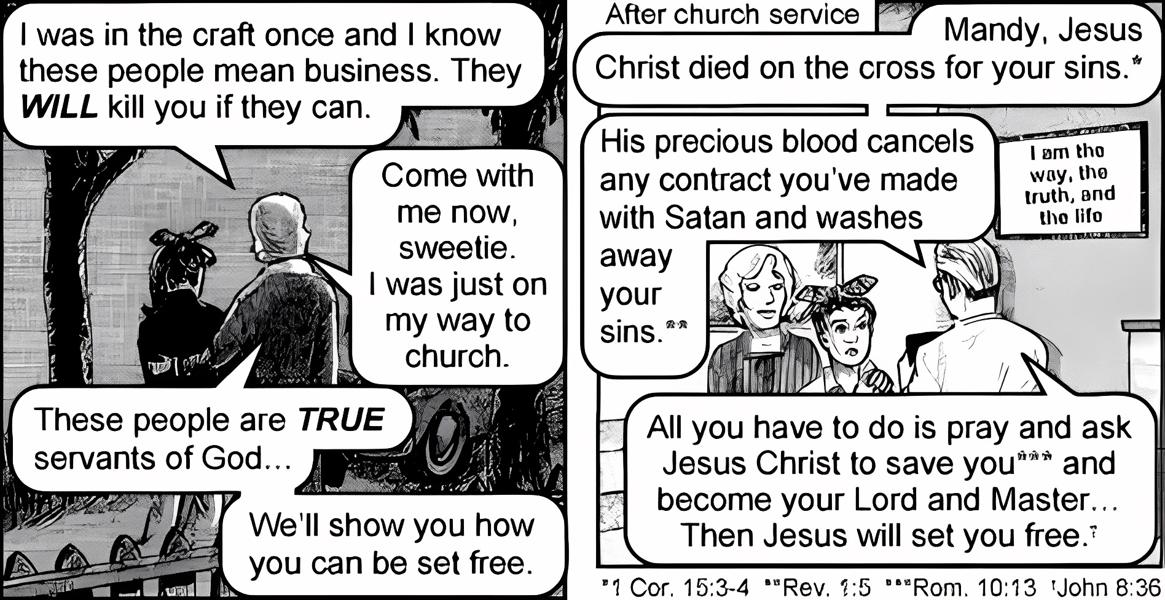 I was in the craft once and I know
these people mean business. They
WILL kill you if they can.
Come with
me now,
sweetie.
I was just on
my way to
church.
These people are TRUE
servants of God...
We'll show you how
you can be set free.
After church service
Mandy, Jesus
Christ died on the cross for your sins.*
His precious blood cancels
any contract you've made
with Satan and washes
away
your
sins.**
I am the
way, the
truth, and
the life
All you have to do is pray and ask
Jesus Christ to save you*** and
become your Lord and Master...
Then Jesus will set you free.†
*1 Cor. 15:3-4 **Rev. 1:5 ***Rom. 10:13 †John 8:36